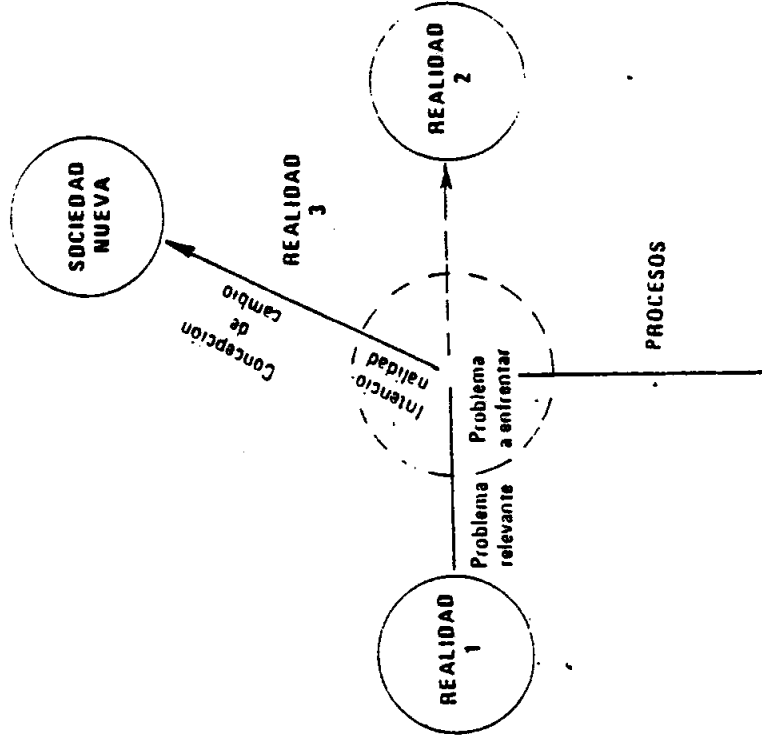 SOCIEDAD
NUEVA
REALIDAD
3
REALIDAD
2
Concepción
de
cambio
Intencio-
nalidad
Problema
a enfrentar
Problema
relevante
REALIDAD
1
PROCESOS